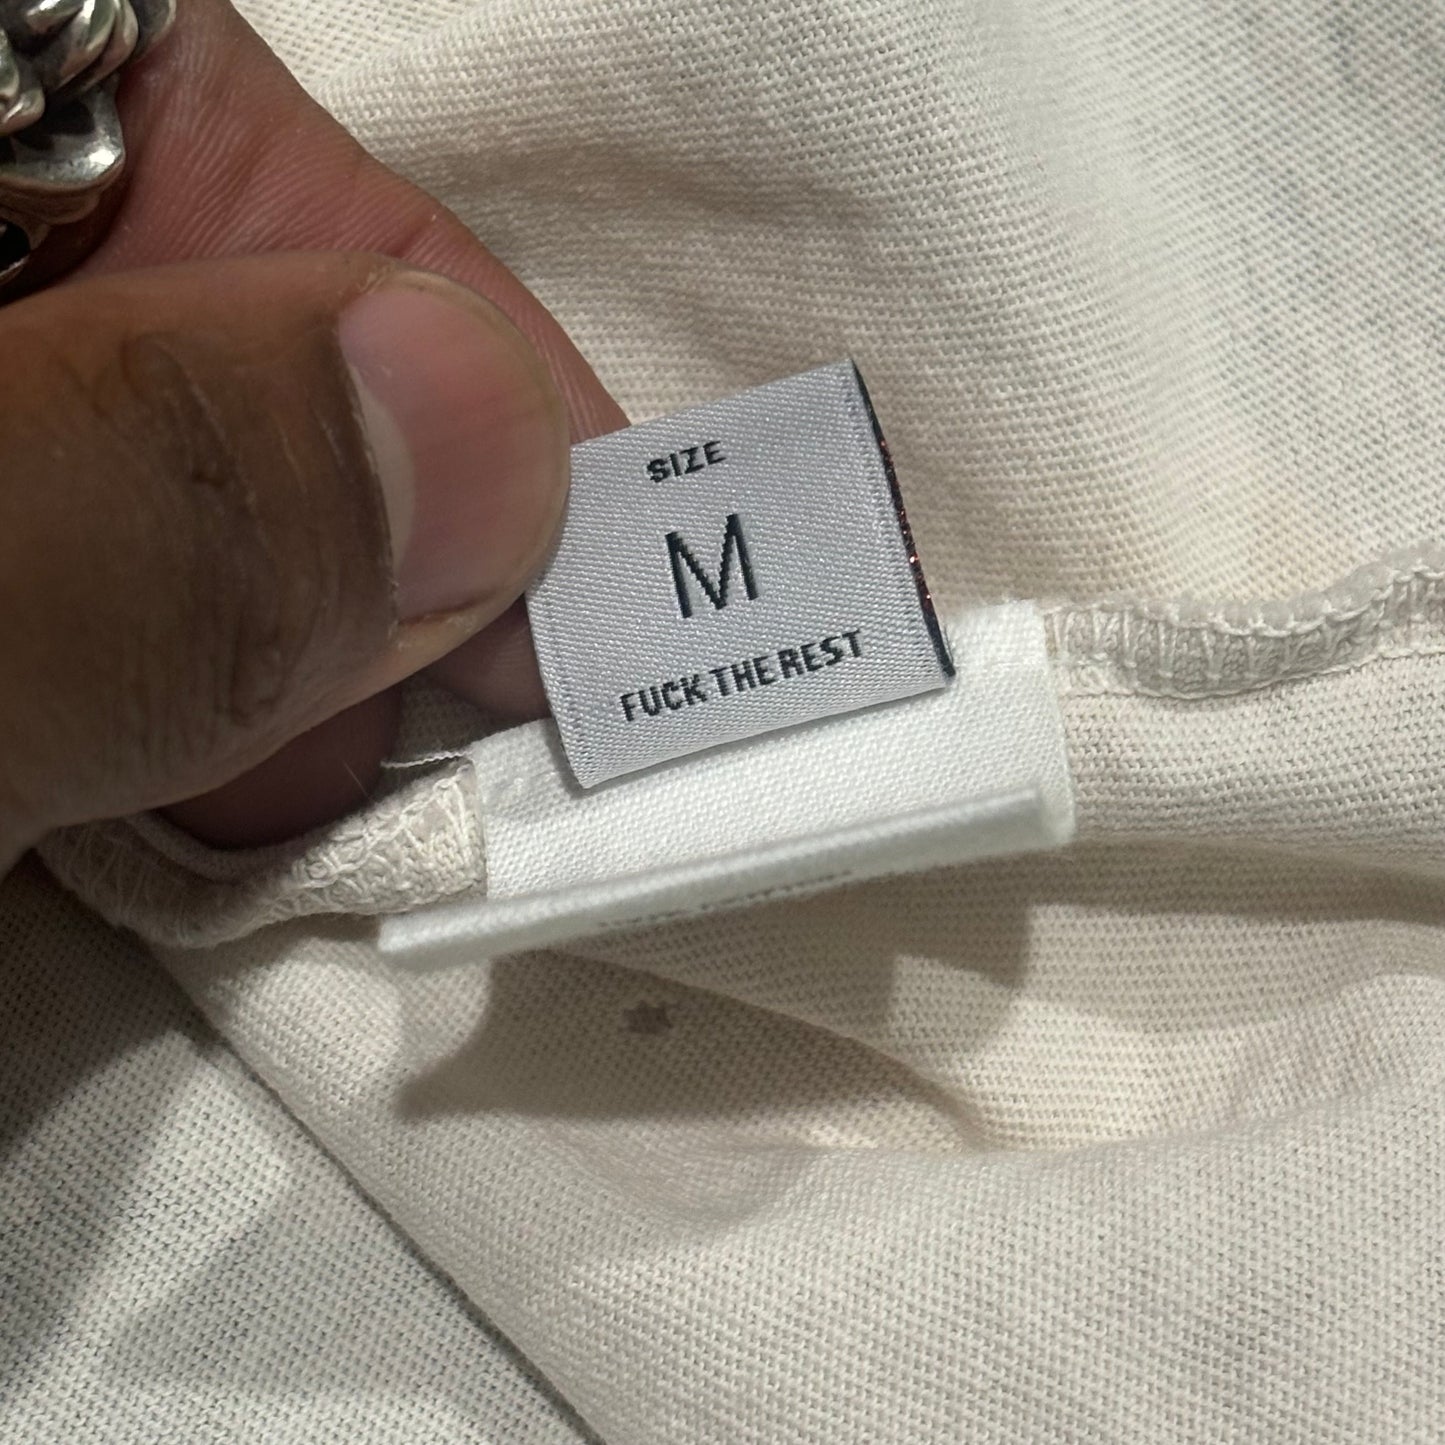 SIZE
M
FUCK THE REST